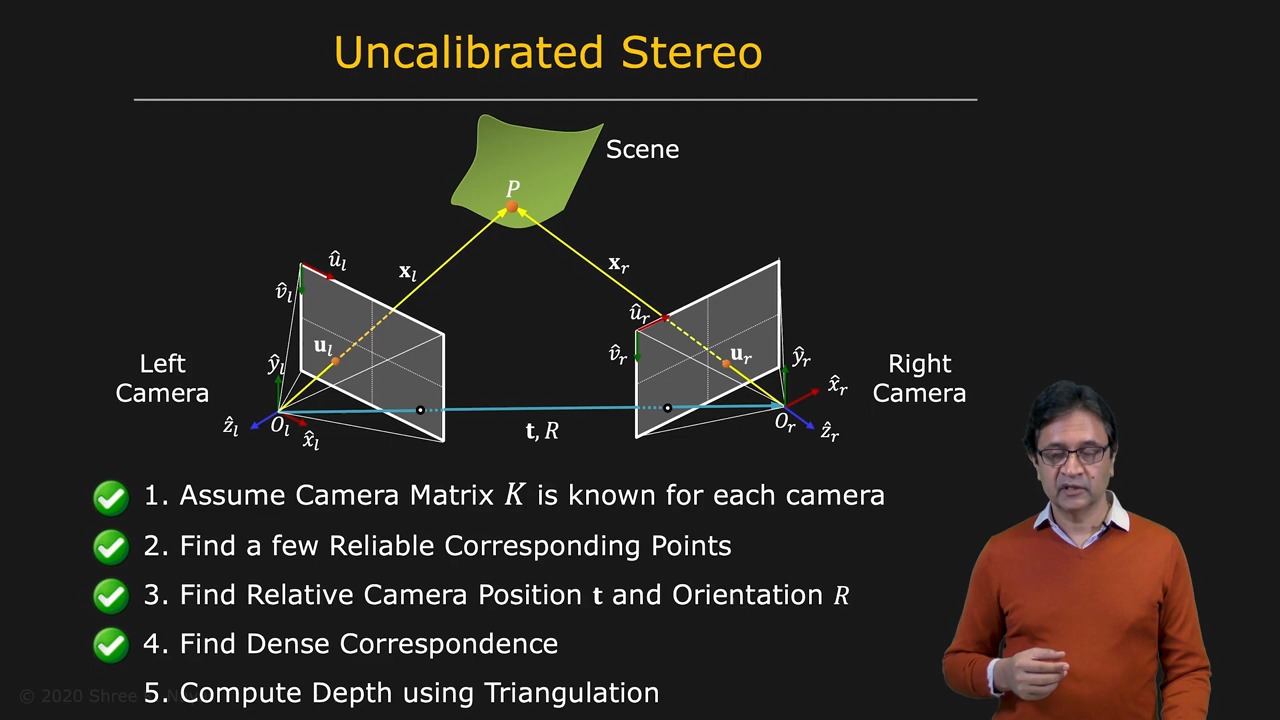 Uncalibrated Stereo
Scene
P
x_l
x_r
û_l
v̂_l
u_l
û_r
v̂_r
u_r
Left
Camera
ŷ_l
ẑ_l
O_l
x̂_l
t, R
ŷ_r
x̂_r
O_r
ẑ_r
Right
Camera
1. Assume Camera Matrix K is known for each camera
2. Find a few Reliable Corresponding Points
3. Find Relative Camera Position t and Orientation R
4. Find Dense Correspondence
© 2020 Shree
5. Compute Depth using Triangulation